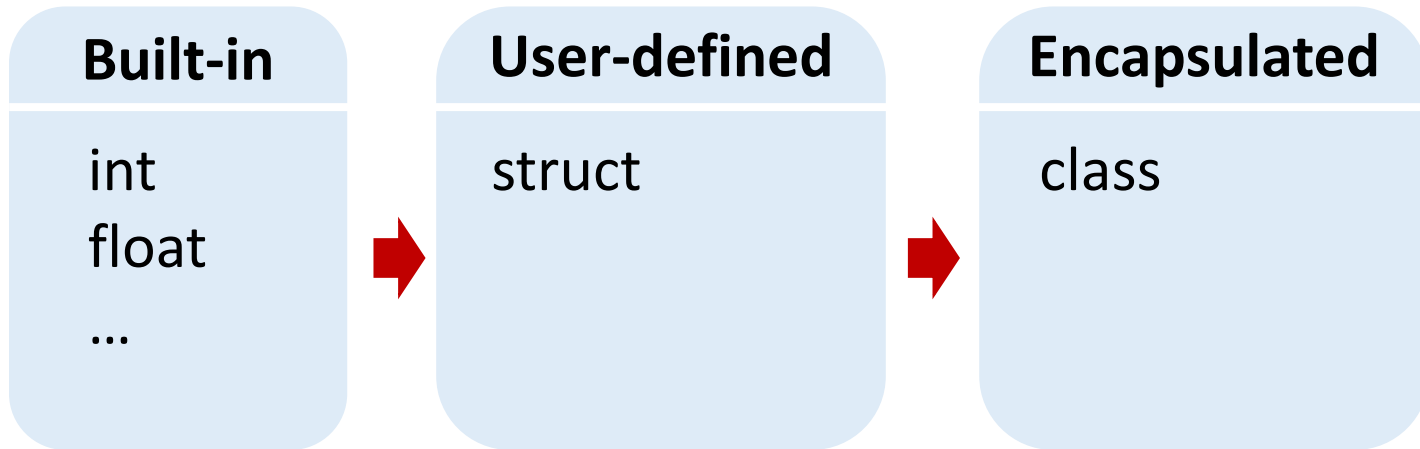 Built-in
int
float
…
User-defined
struct
Encapsulated
class